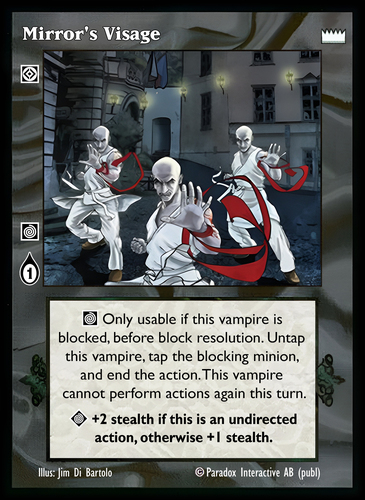 Mirror's Visage
1
Only usable if this vampire is
blocked, before block resolution. Untap
this vampire, tap the blocking minion,
and end the action. This vampire
cannot perform actions again this turn.
+2 stealth if this is an undirected
action, otherwise +1 stealth.
Illus: Jim Di Bartolo
© Paradox Interactive AB (publ)